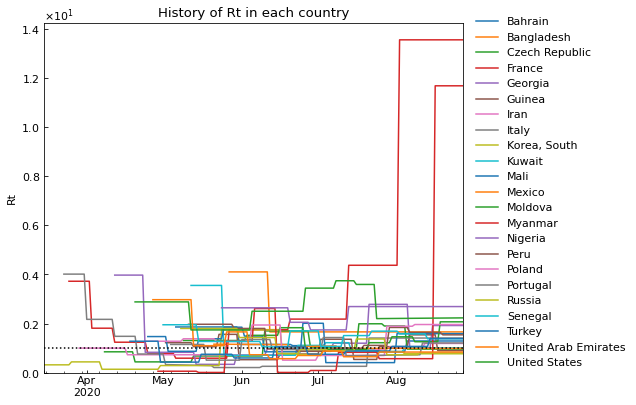 History of Rt in each country
×10¹
1.4
1.2
1.0
0.8
0.6
0.4
0.2
0.0
Rt
Apr
2020
May
Jun
Jul
Aug
Bahrain
Bangladesh
Czech Republic
France
Georgia
Guinea
Iran
Italy
Korea, South
Kuwait
Mali
Mexico
Moldova
Myanmar
Nigeria
Peru
Poland
Portugal
Russia
Senegal
Turkey
United Arab Emirates
United States